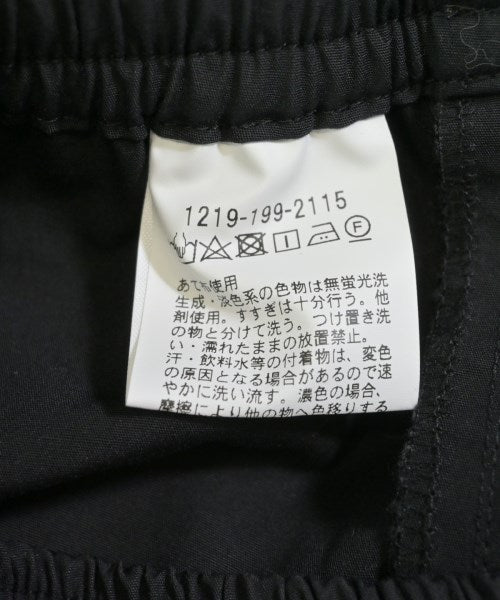 1219-199-2115
F
あて布使用
生成・淡色系の色物は無蛍光洗
剤使用。すすぎは十分行う。他
の物と分けて洗う。つけ置き洗
い・濡れたままの放置禁止。
汗・飲料水等の付着物は、変色
の原因となる場合があるので速
やかに洗い流す。濃色の場合、
摩擦により他の物へ色移りする